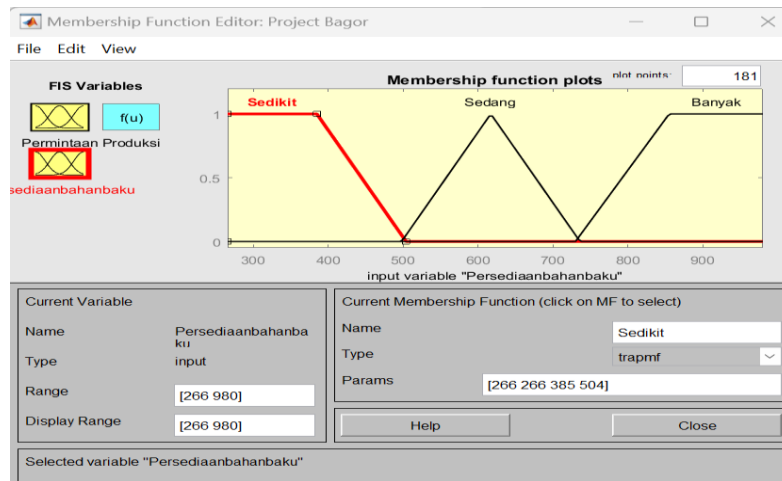 Membership Function Editor: Project Bagor
File Edit View
FIS Variables
f(u)
Permintaan Produksi
sediaanbahanbaku
Membership function plots
plot points:
181
Sedikit
Sedang
Banyak
1
0.5
0
300 400 500 600 700 800 900
input variable "Persediaanbahanbaku"
Current Variable
Name
Persediaanbahanba
ku
Type
input
Range
[266 980]
Display Range
[266 980]
Current Membership Function (click on MF to select)
Name
Sedikit
Type
trapmf
Params
[266 266 385 504]
Help
Close
Selected variable "Persediaanbahanbaku"